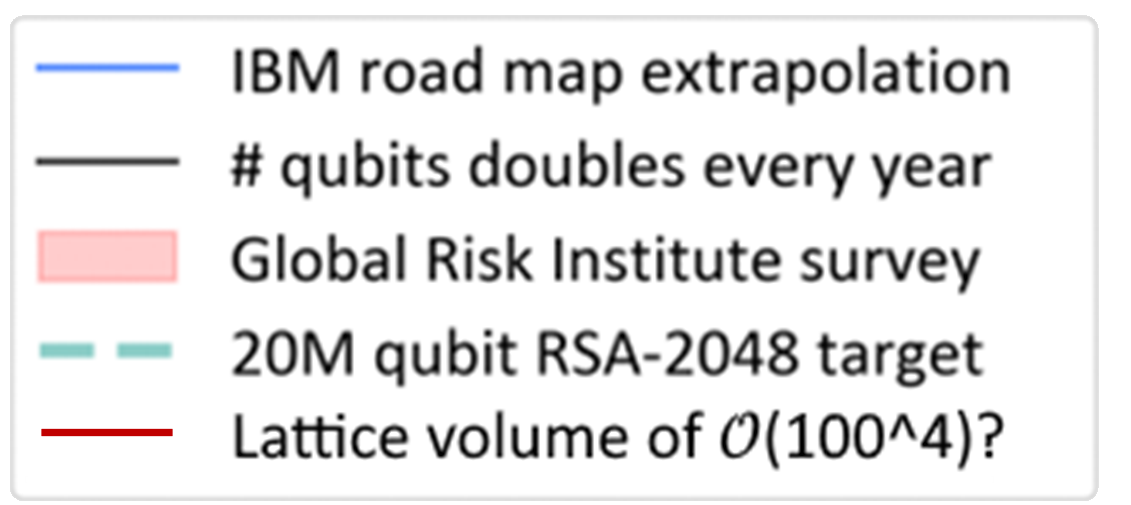 IBM road map extrapolation
# qubits doubles every year
Global Risk Institute survey
20M qubit RSA-2048 target
Lattice volume of 𝒪(100^4)?